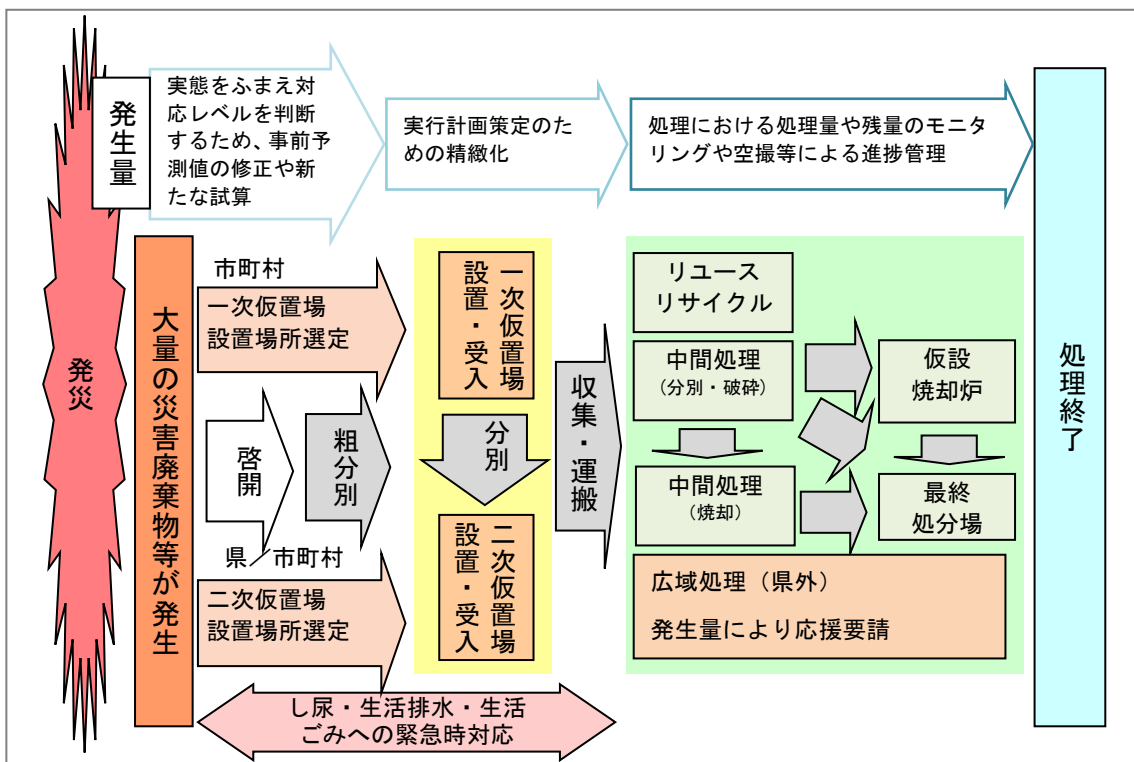 発災
発生量
実態をふまえ対
応レベルを判断
するため、事前予
測値の修正や新
たな試算
実行計画策定のた
めの精緻化
処理における処理量や残量のモニタ
リングや空撮等による進捗管理
大量の災害廃棄物等が発生
市町村
一次仮置場
設置場所選定
啓開
粗分別
県／市町村
二次仮置場
設置場所選定
一次仮置場
設置・受入
分別
二次仮置場
設置・受入
収集・運搬
リユース
リサイクル
中間処理
（分別・破砕）
中間処理
（焼却）
仮設
焼却炉
最終
処分場
広域処理（県外）
発生量により応援要請
し尿・生活排水・生活
ごみへの緊急時対応
処理終了